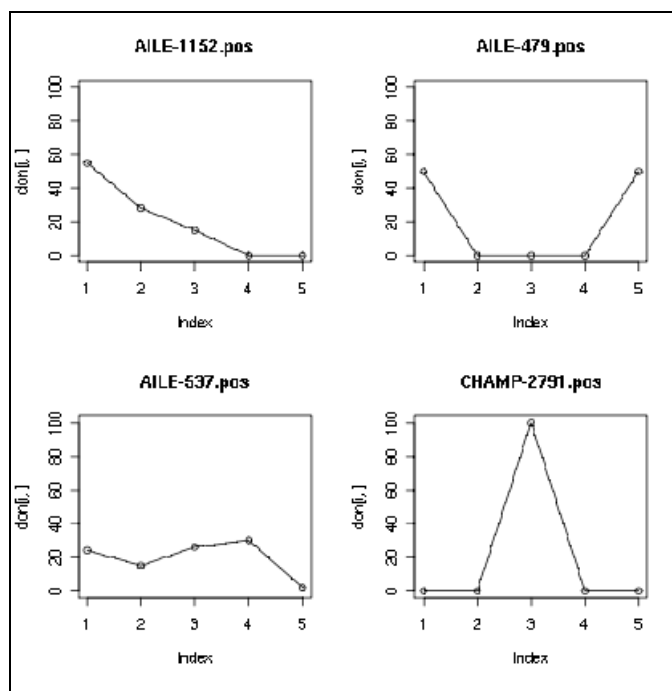 AILE-1152.pos
AILE-479.pos
don[i, ]
0 20 40 60 80 100
1 2 3 4 5
Index
don[i, ]
0 20 40 60 80 100
1 2 3 4 5
Index
AILE-537.pos
CHAMP-2791.pos
don[i, ]
0 20 40 60 80 100
1 2 3 4 5
Index
don[i, ]
0 20 40 60 80 100
1 2 3 4 5
Index